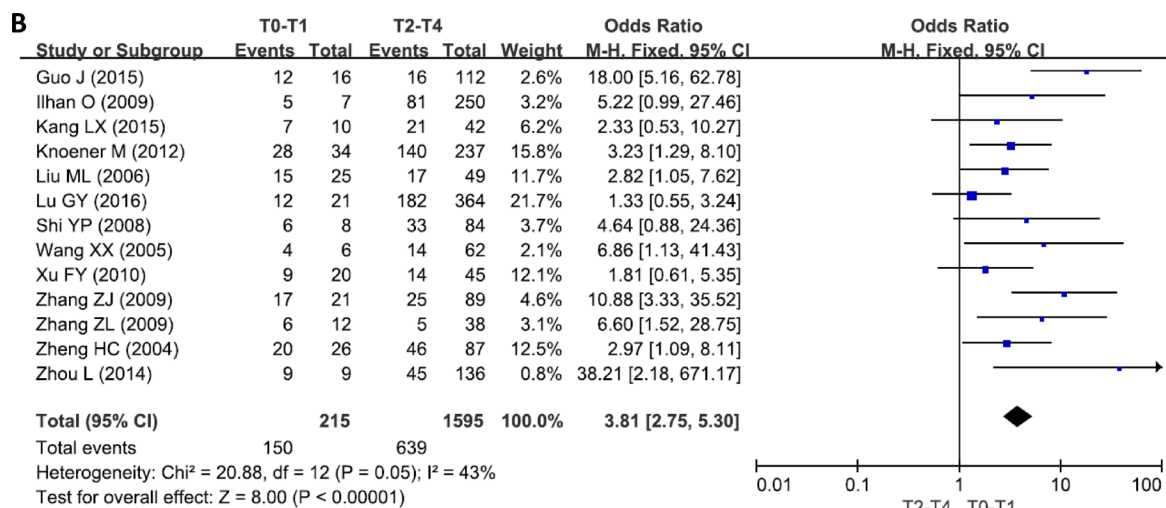 B
T0-T1 T2-T4 Odds Ratio Odds Ratio
Study or Subgroup Events Total Events Total Weight M-H, Fixed, 95% CI M-H, Fixed, 95% CI
Guo J (2015) 12 16 16 112 2.6% 18.00 [5.16, 62.78]
Ilhan O (2009) 5 7 81 250 3.2% 5.22 [0.99, 27.46]
Kang LX (2015) 7 10 21 42 6.2% 2.33 [0.53, 10.27]
Knoener M (2012) 28 34 140 237 15.8% 3.23 [1.29, 8.10]
Liu ML (2006) 15 25 17 49 11.7% 2.82 [1.05, 7.62]
Lu GY (2016) 12 21 182 364 21.7% 1.33 [0.55, 3.24]
Shi YP (2008) 6 8 33 84 3.7% 4.64 [0.88, 24.36]
Wang XX (2005) 4 6 14 62 2.1% 6.86 [1.13, 41.43]
Xu FY (2010) 9 20 14 45 12.1% 1.81 [0.61, 5.35]
Zhang ZJ (2009) 17 21 25 89 4.6% 10.88 [3.33, 35.52]
Zhang ZL (2009) 6 12 5 38 3.1% 6.60 [1.52, 28.75]
Zheng HC (2004) 20 26 46 87 12.5% 2.97 [1.09, 8.11]
Zhou L (2014) 9 9 45 136 0.8% 38.21 [2.18, 671.17]
Total (95% CI) 215 1595 100.0% 3.81 [2.75, 5.30]
Total events 150 639
Heterogeneity: Chi² = 20.88, df = 12 (P = 0.05); I² = 43%
Test for overall effect: Z = 8.00 (P < 0.00001)
0.01 0.1 1 10 100
T2-T4 T0-T1